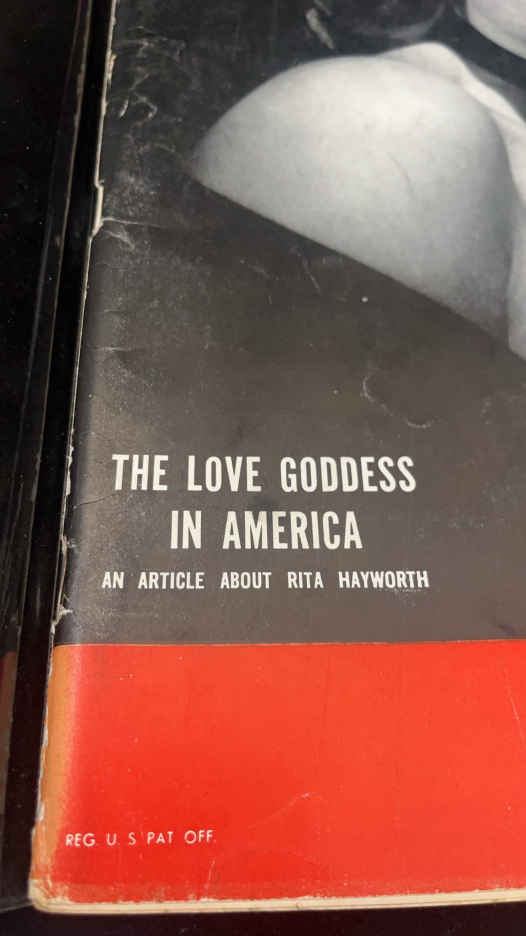 THE LOVE GODDESS
IN AMERICA
AN ARTICLE ABOUT RITA HAYWORTH
REG. U. S. PAT OFF.